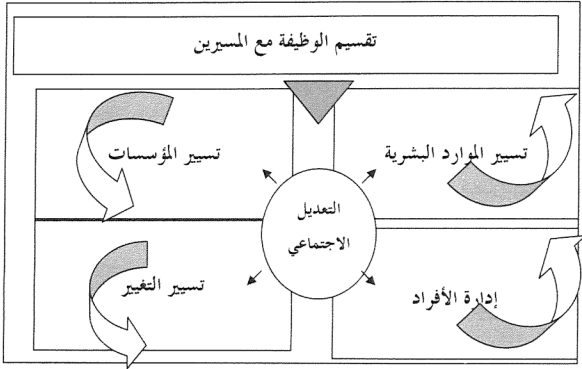 تقسيم الوظيفة مع المسيرين
تسيير الموارد البشرية
تسيير المؤسسات
التعديل
الاجتماعي
إدارة الأفراد
تسيير التغيير